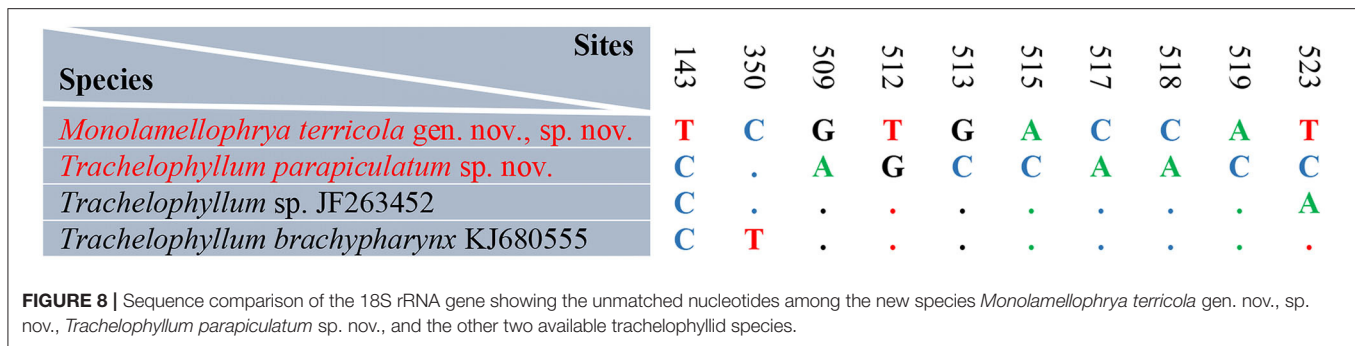 Sites 143 350 509 512 513 515 517 518 519 523
Species
Monolamellophrya terricola gen. nov., sp. nov. T C G T G A C C A T
Trachelophyllum parapiculatum sp. nov. C . A G C C A A C C
Trachelophyllum sp. JF263452 C . . . . . . . . A
Trachelophyllum brachypharynx KJ680555 C T . . . . . . . .
FIGURE 8 | Sequence comparison of the 18S rRNA gene showing the unmatched nucleotides among the new species Monolamellophrya terricola gen. nov., sp.
nov., Trachelophyllum parapiculatum sp. nov., and the other two available trachelophyllid species.